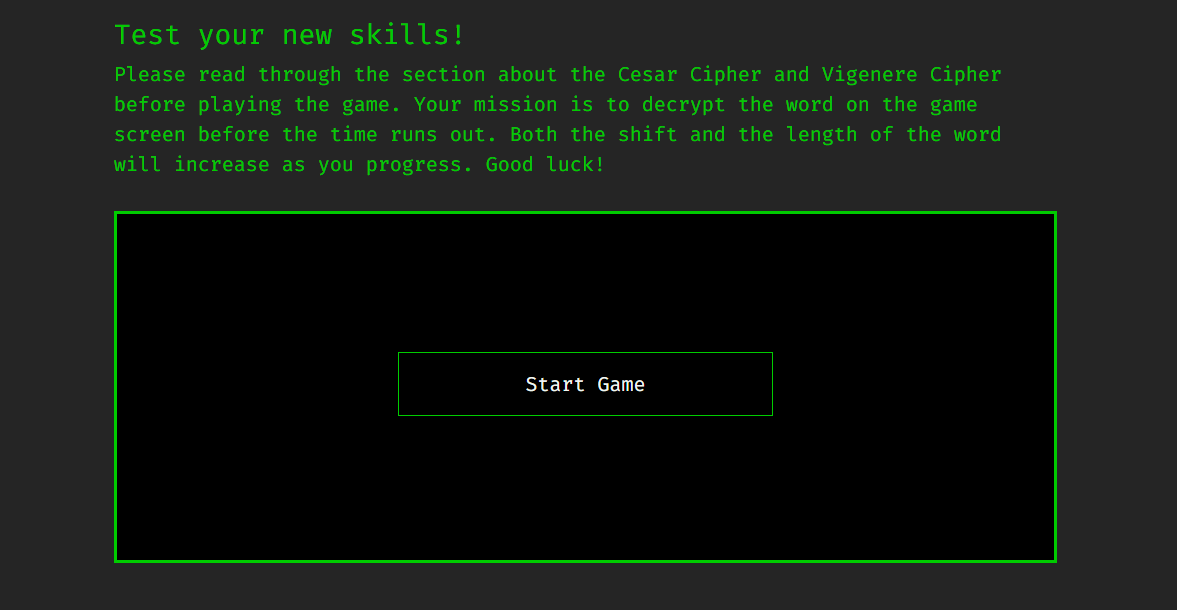 Test your new skills!
Please read through the section about the Cesar Cipher and Vigenere Cipher
before playing the game. Your mission is to decrypt the word on the game
screen before the time runs out. Both the shift and the length of the word
will increase as you progress. Good luck!
Start Game